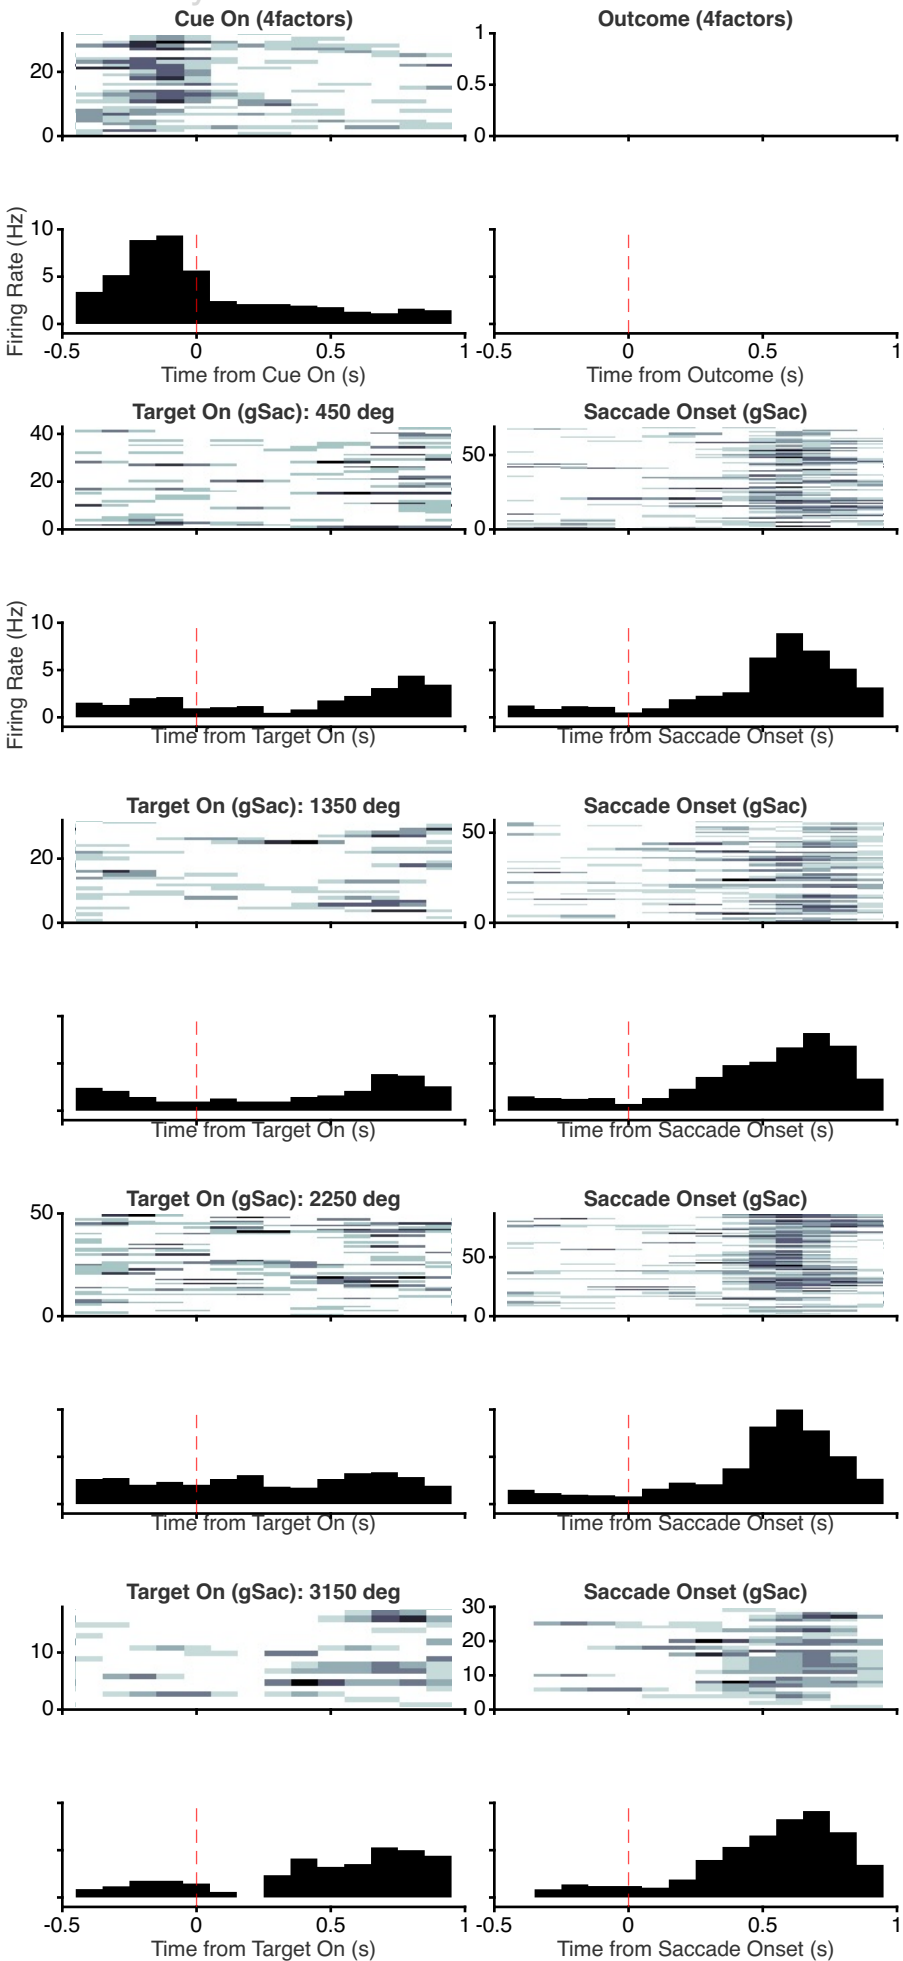 Cue On (4factors)
Outcome (4factors)
20
0
1
0.5
0
Firing Rate (Hz)
10
5
0
-0.5 0 0.5 1
-0.5 0 0.5 1
Time from Cue On (s)
Time from Outcome (s)
Target On (gSac): 450 deg
Saccade Onset (gSac)
40
20
0
50
0
Firing Rate (Hz)
10
5
0
Time from Target On (s)
Time from Saccade Onset (s)
Target On (gSac): 1350 deg
Saccade Onset (gSac)
20
0
50
0
Time from Target On (s)
Time from Saccade Onset (s)
Target On (gSac): 2250 deg
Saccade Onset (gSac)
50
0
50
0
Time from Target On (s)
Time from Saccade Onset (s)
Target On (gSac): 3150 deg
Saccade Onset (gSac)
10
0
30
20
10
0
-0.5 0 0.5 1
-0.5 0 0.5 1
Time from Target On (s)
Time from Saccade Onset (s)